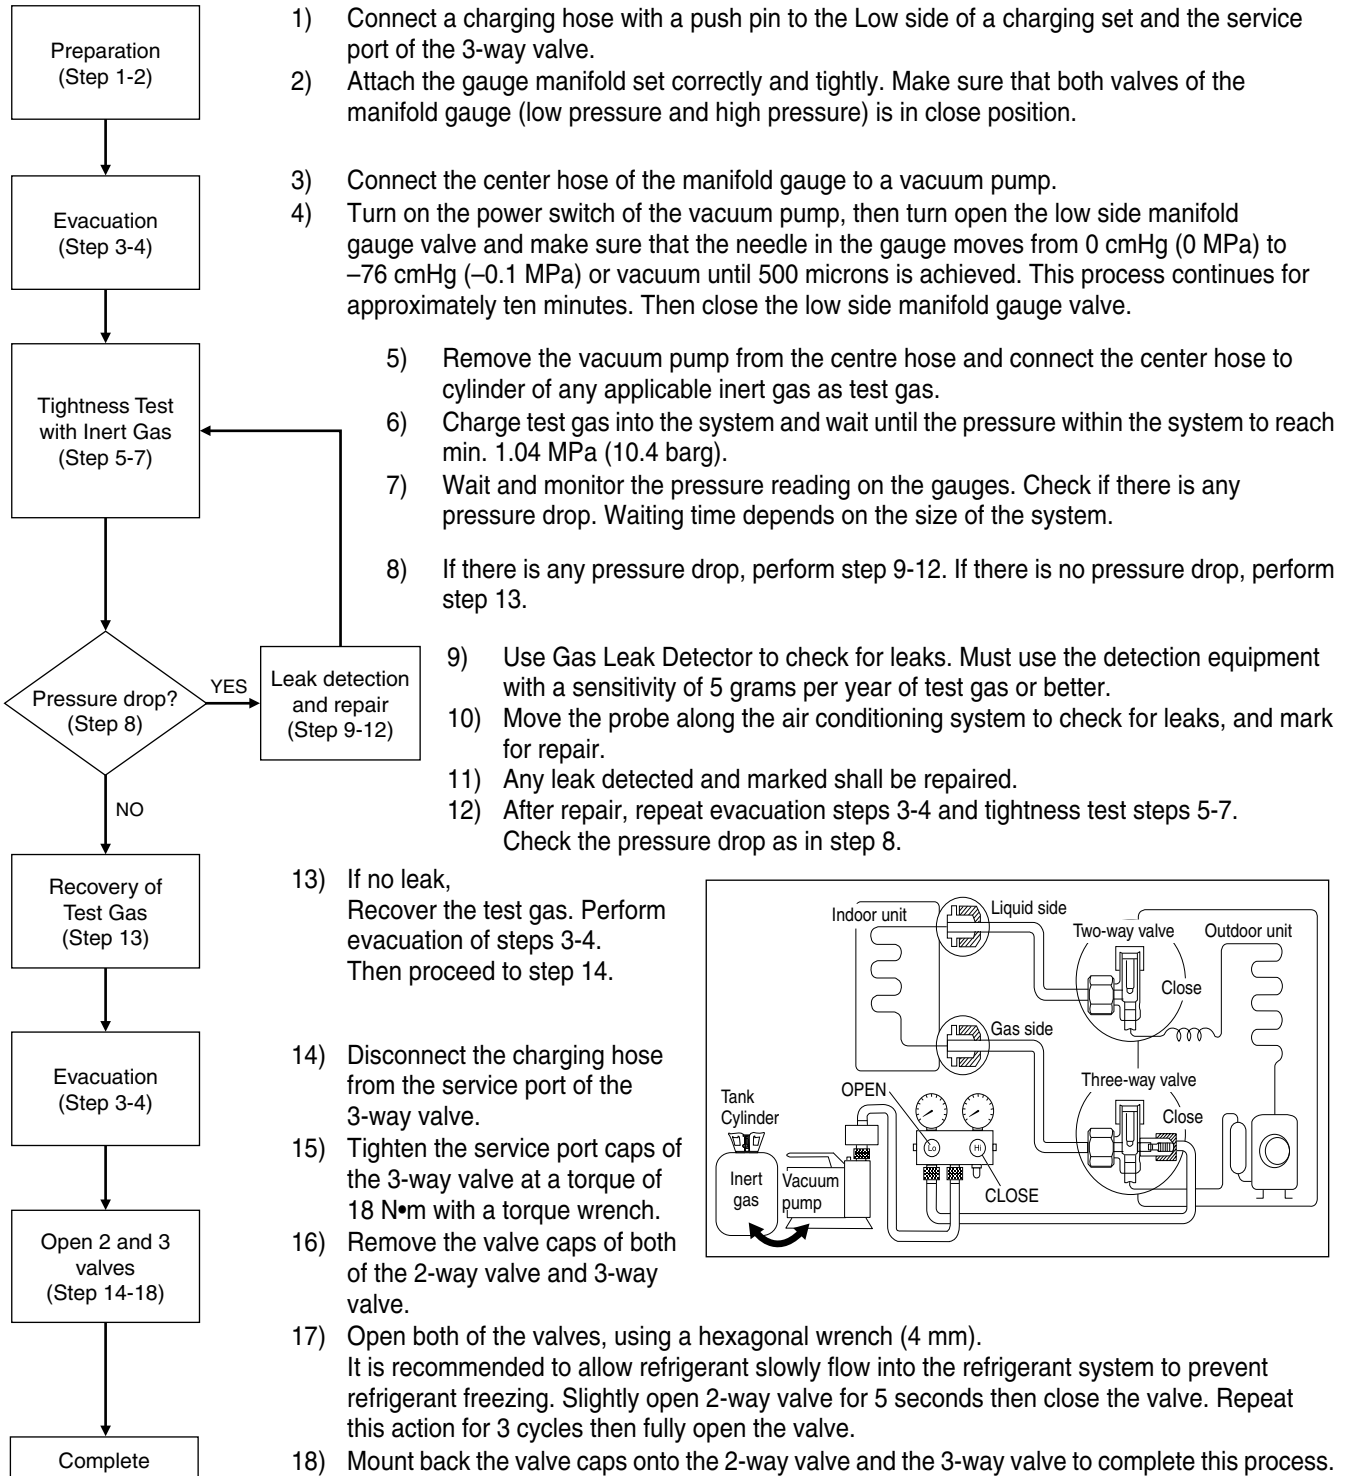 Preparation
(Step 1-2)
1) Connect a charging hose with a push pin to the Low side of a charging set and the service
port of the 3-way valve.
2) Attach the gauge manifold set correctly and tightly. Make sure that both valves of the
manifold gauge (low pressure and high pressure) is in close position.
Evacuation
(Step 3-4)
3) Connect the center hose of the manifold gauge to a vacuum pump.
4) Turn on the power switch of the vacuum pump, then turn open the low side manifold
gauge valve and make sure that the needle in the gauge moves from 0 cmHg (0 MPa) to
–76 cmHg (–0.1 MPa) or vacuum until 500 microns is achieved. This process continues for
approximately ten minutes. Then close the low side manifold gauge valve.
Tightness Test
with Inert Gas
(Step 5-7)
5) Remove the vacuum pump from the centre hose and connect the center hose to
cylinder of any applicable inert gas as test gas.
6) Charge test gas into the system and wait until the pressure within the system to reach
min. 1.04 MPa (10.4 barg).
7) Wait and monitor the pressure reading on the gauges. Check if there is any
pressure drop. Waiting time depends on the size of the system.
Pressure drop?
(Step 8)
YES
NO
8) If there is any pressure drop, perform step 9-12. If there is no pressure drop, perform
step 13.
Leak detection
and repair
(Step 9-12)
9) Use Gas Leak Detector to check for leaks. Must use the detection equipment
with a sensitivity of 5 grams per year of test gas or better.
10) Move the probe along the air conditioning system to check for leaks, and mark
for repair.
11) Any leak detected and marked shall be repaired.
12) After repair, repeat evacuation steps 3-4 and tightness test steps 5-7.
Check the pressure drop as in step 8.
Recovery of
Test Gas
(Step 13)
13) If no leak,
Recover the test gas. Perform
evacuation of steps 3-4.
Then proceed to step 14.
Evacuation
(Step 3-4)
Open 2 and 3
valves
(Step 14-18)
14) Disconnect the charging hose
from the service port of the
3-way valve.
15) Tighten the service port caps of
the 3-way valve at a torque of
18 N•m with a torque wrench.
16) Remove the valve caps of both
of the 2-way valve and 3-way
valve.
17) Open both of the valves, using a hexagonal wrench (4 mm).
It is recommended to allow refrigerant slowly flow into the refrigerant system to prevent
refrigerant freezing. Slightly open 2-way valve for 5 seconds then close the valve. Repeat
this action for 3 cycles then fully open the valve.
18) Mount back the valve caps onto the 2-way valve and the 3-way valve to complete this process.
Complete
Indoor unit
Liquid side
Two-way valve
Outdoor unit
Close
Gas side
Three-way valve
Close
OPEN
Tank
Cylinder
Lo
Hi
Inert
gas
Vacuum
pump
CLOSE